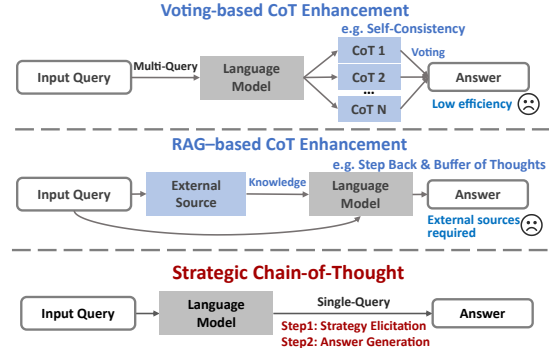 Voting-based CoT Enhancement
e.g. Self-Consistency
Input Query
Multi-Query
Language
Model
CoT 1
CoT 2
...
CoT N
Voting
Answer
Low efficiency
RAG–based CoT Enhancement
e.g. Step Back & Buffer of Thoughts
Input Query
External
Source
Knowledge
Language
Model
Answer
External sources
required
Strategic Chain-of-Thought
Input Query
Language
Model
Single-Query
Step1: Strategy Elicitation
Step2: Answer Generation
Answer